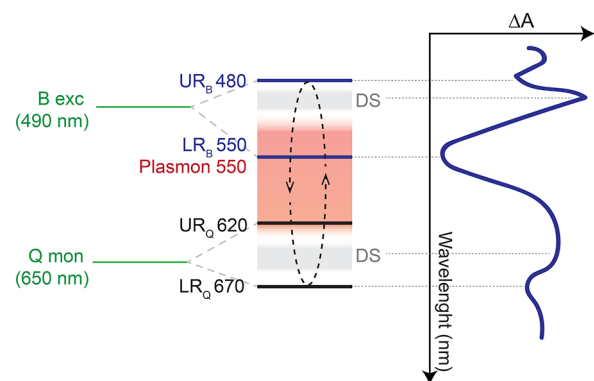 ΔA
UR_B 480
DS
B exc
(490 nm)
LR_B 550
Plasmon 550
UR_Q 620
Q mon
(650 nm)
DS
LR_Q 670
Wavelenght (nm)